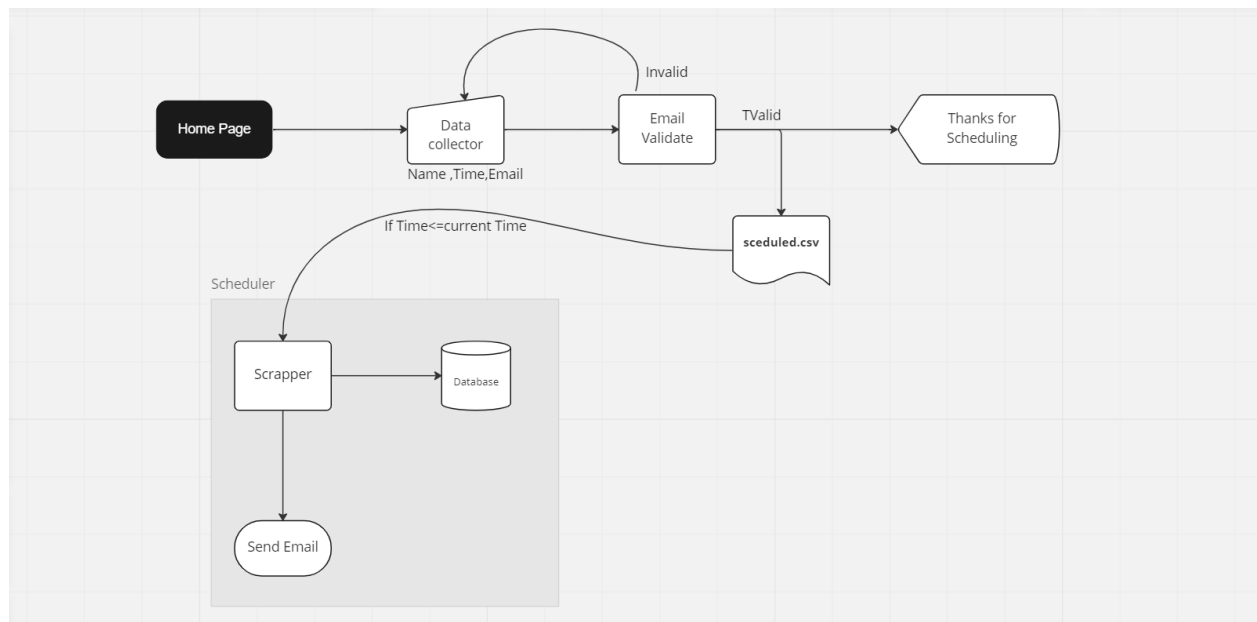 Invalid
Home Page
Data
collector
Email
Validate
TValid
Thanks for
Scheduling
Name ,Time,Email
If Time<=current Time
sceduled.csv
Scheduler
Scrapper
Database
Send Email